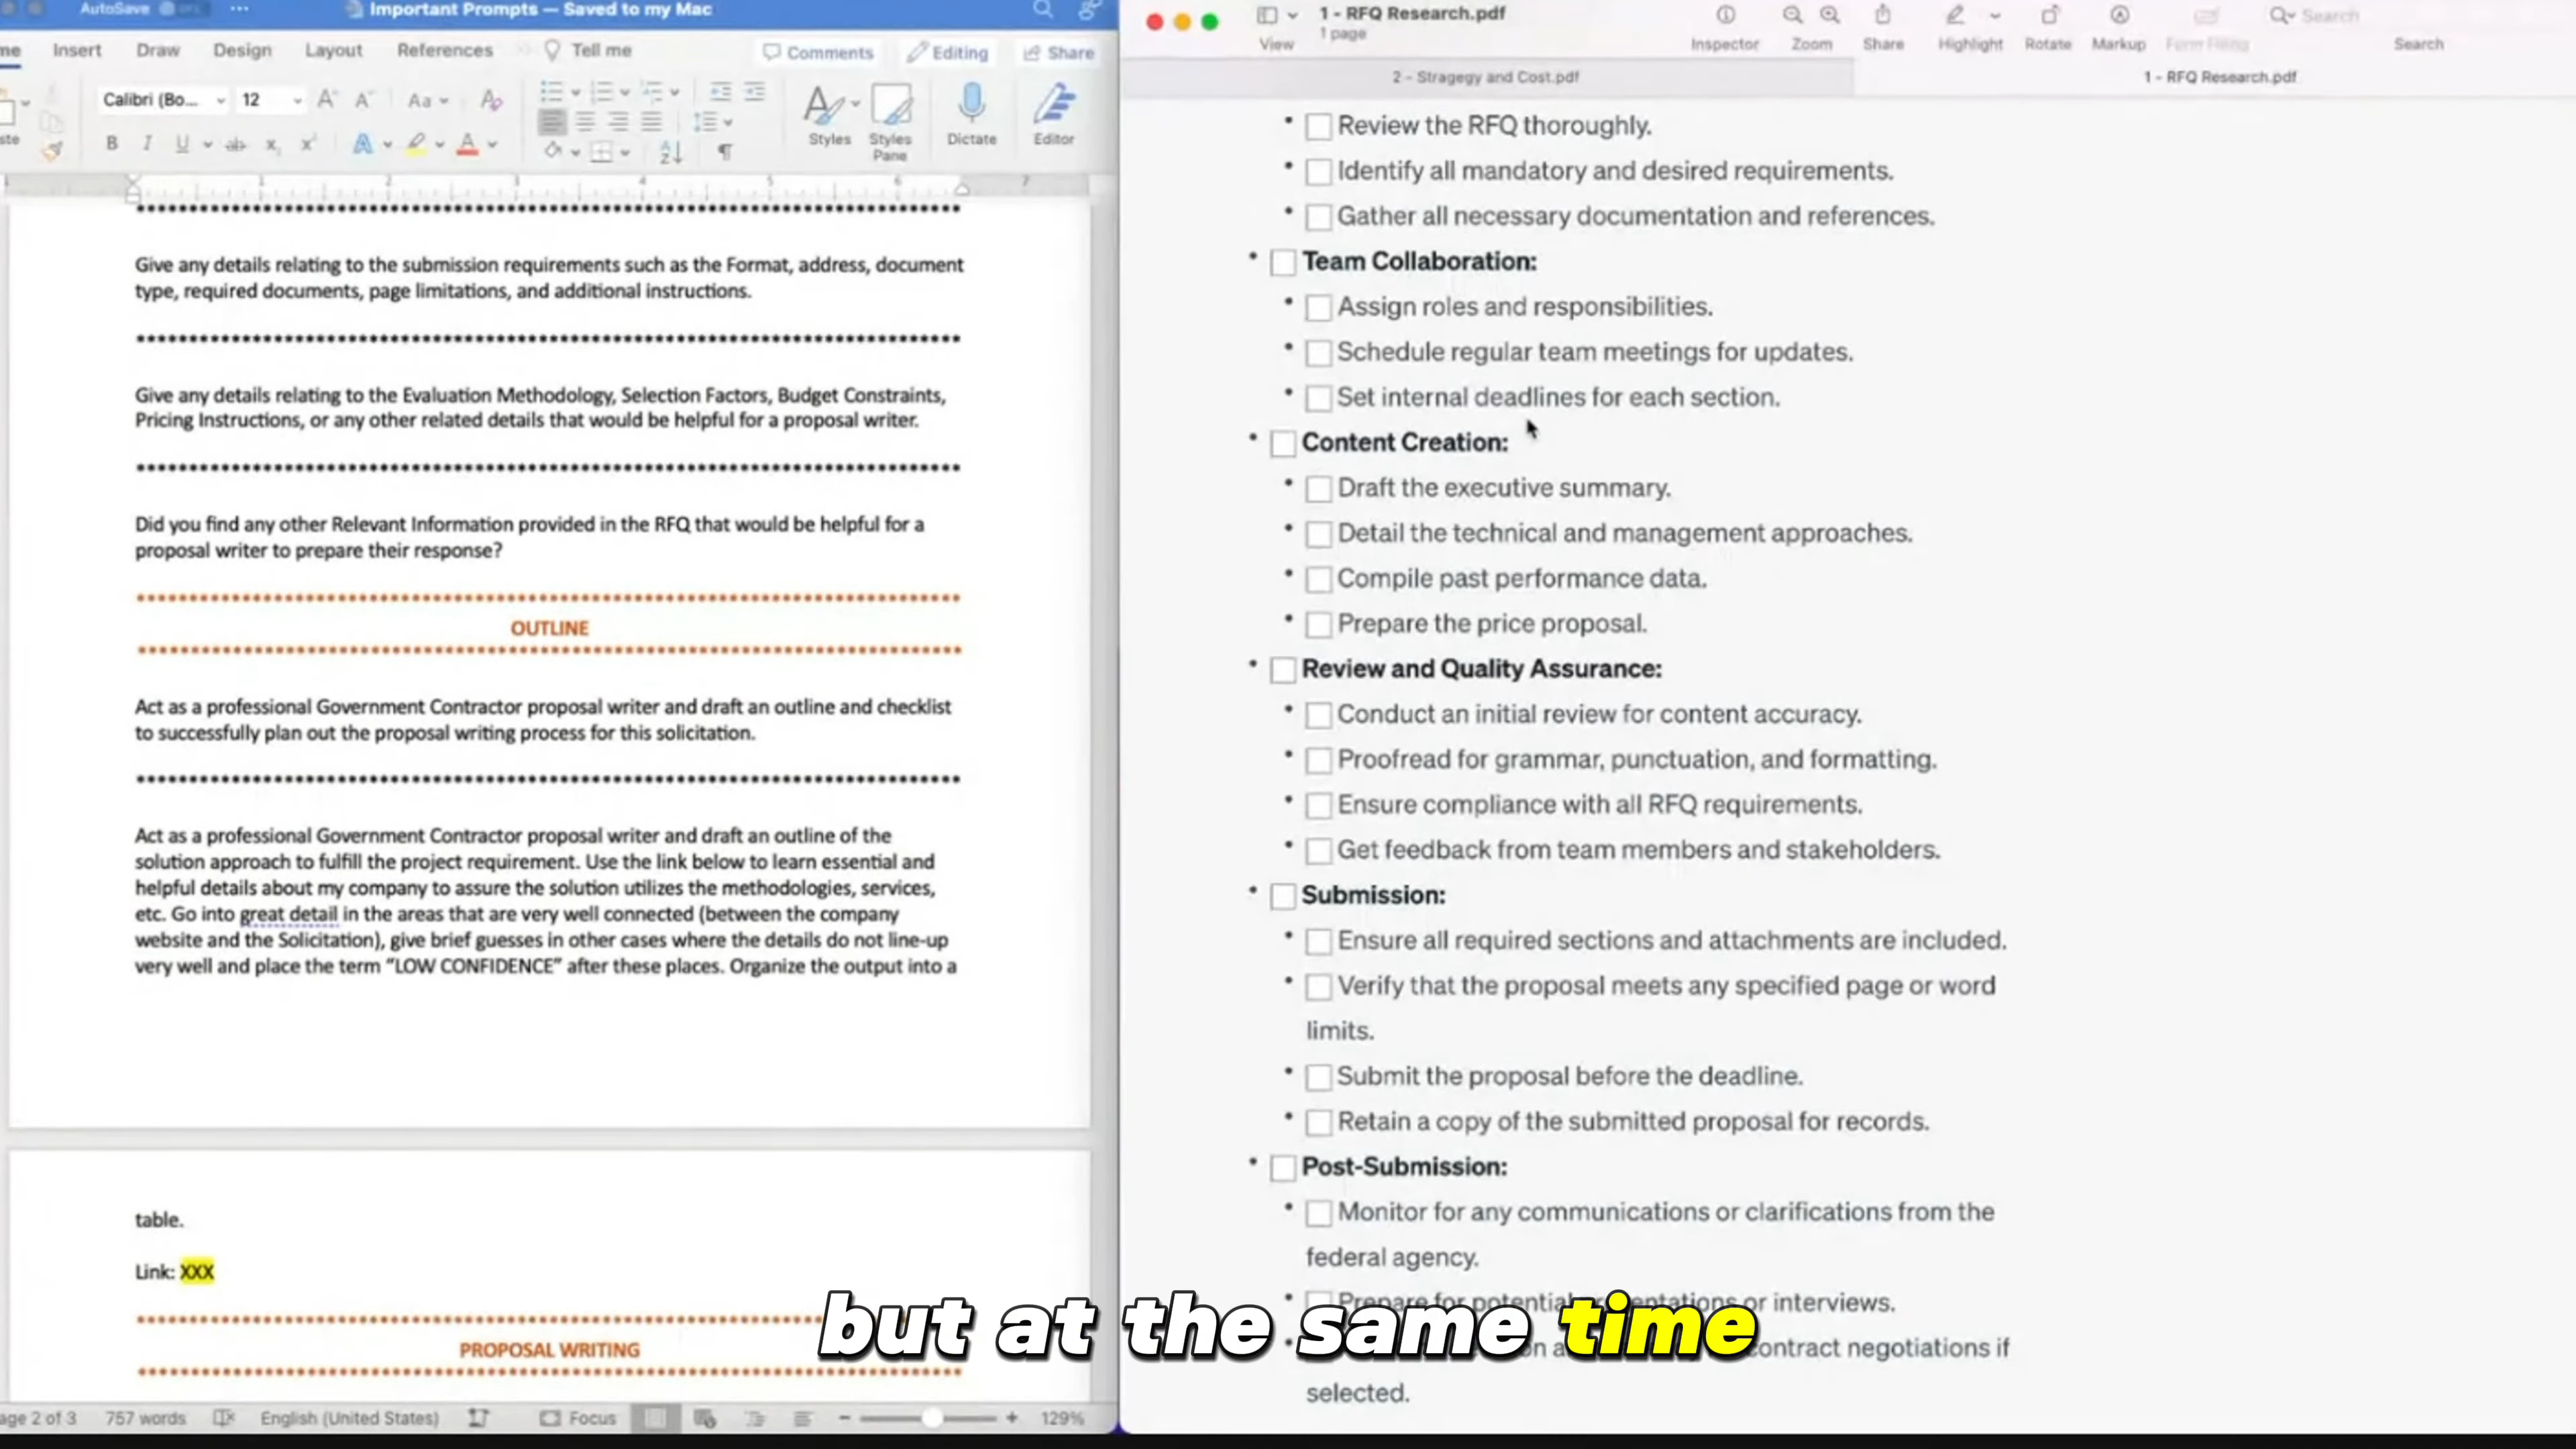 AutoSave
Important Prompts — Saved to my Mac
Insert Draw Design Layout References Tell me Comments Editing Share
Calibri (Bo... 12 Aa
Styles Styles Pane Dictate Editor
1 2 3 4 5 6 7
Give any details relating to the submission requirements such as the Format, address, document
type, required documents, page limitations, and additional instructions.
Give any details relating to the Evaluation Methodology, Selection Factors, Budget Constraints,
Pricing Instructions, or any other related details that would be helpful for a proposal writer.
Did you find any other Relevant Information provided in the RFQ that would be helpful for a
proposal writer to prepare their response?
OUTLINE
Act as a professional Government Contractor proposal writer and draft an outline and checklist
to successfully plan out the proposal writing process for this solicitation.
Act as a professional Government Contractor proposal writer and draft an outline of the
solution approach to fulfill the project requirement. Use the link below to learn essential and
helpful details about my company to assure the solution utilizes the methodologies, services,
etc. Go into great detail in the areas that are very well connected (between the company
website and the Solicitation), give brief guesses in other cases where the details do not line-up
very well and place the term “LOW CONFIDENCE” after these places. Organize the output into a
table.
Link: XXX
PROPOSAL WRITING
age 2 of 3 757 words English (United States) Focus 129%
1 - RFQ Research.pdf
1 page
View Inspector Zoom Share Highlight Rotate Markup Form Filling Search
Search
2 - Stragegy and Cost.pdf
1 - RFQ Research.pdf
Review the RFQ thoroughly.
Identify all mandatory and desired requirements.
Gather all necessary documentation and references.
Team Collaboration:
Assign roles and responsibilities.
Schedule regular team meetings for updates.
Set internal deadlines for each section.
Content Creation:
Draft the executive summary.
Detail the technical and management approaches.
Compile past performance data.
Prepare the price proposal.
Review and Quality Assurance:
Conduct an initial review for content accuracy.
Proofread for grammar, punctuation, and formatting.
Ensure compliance with all RFQ requirements.
Get feedback from team members and stakeholders.
Submission:
Ensure all required sections and attachments are included.
Verify that the proposal meets any specified page or word
limits.
Submit the proposal before the deadline.
Retain a copy of the submitted proposal for records.
Post-Submission:
Monitor for any communications or clarifications from the
federal agency.
Prepare for potential or interviews.
contract negotiations if
selected.
but at the same time